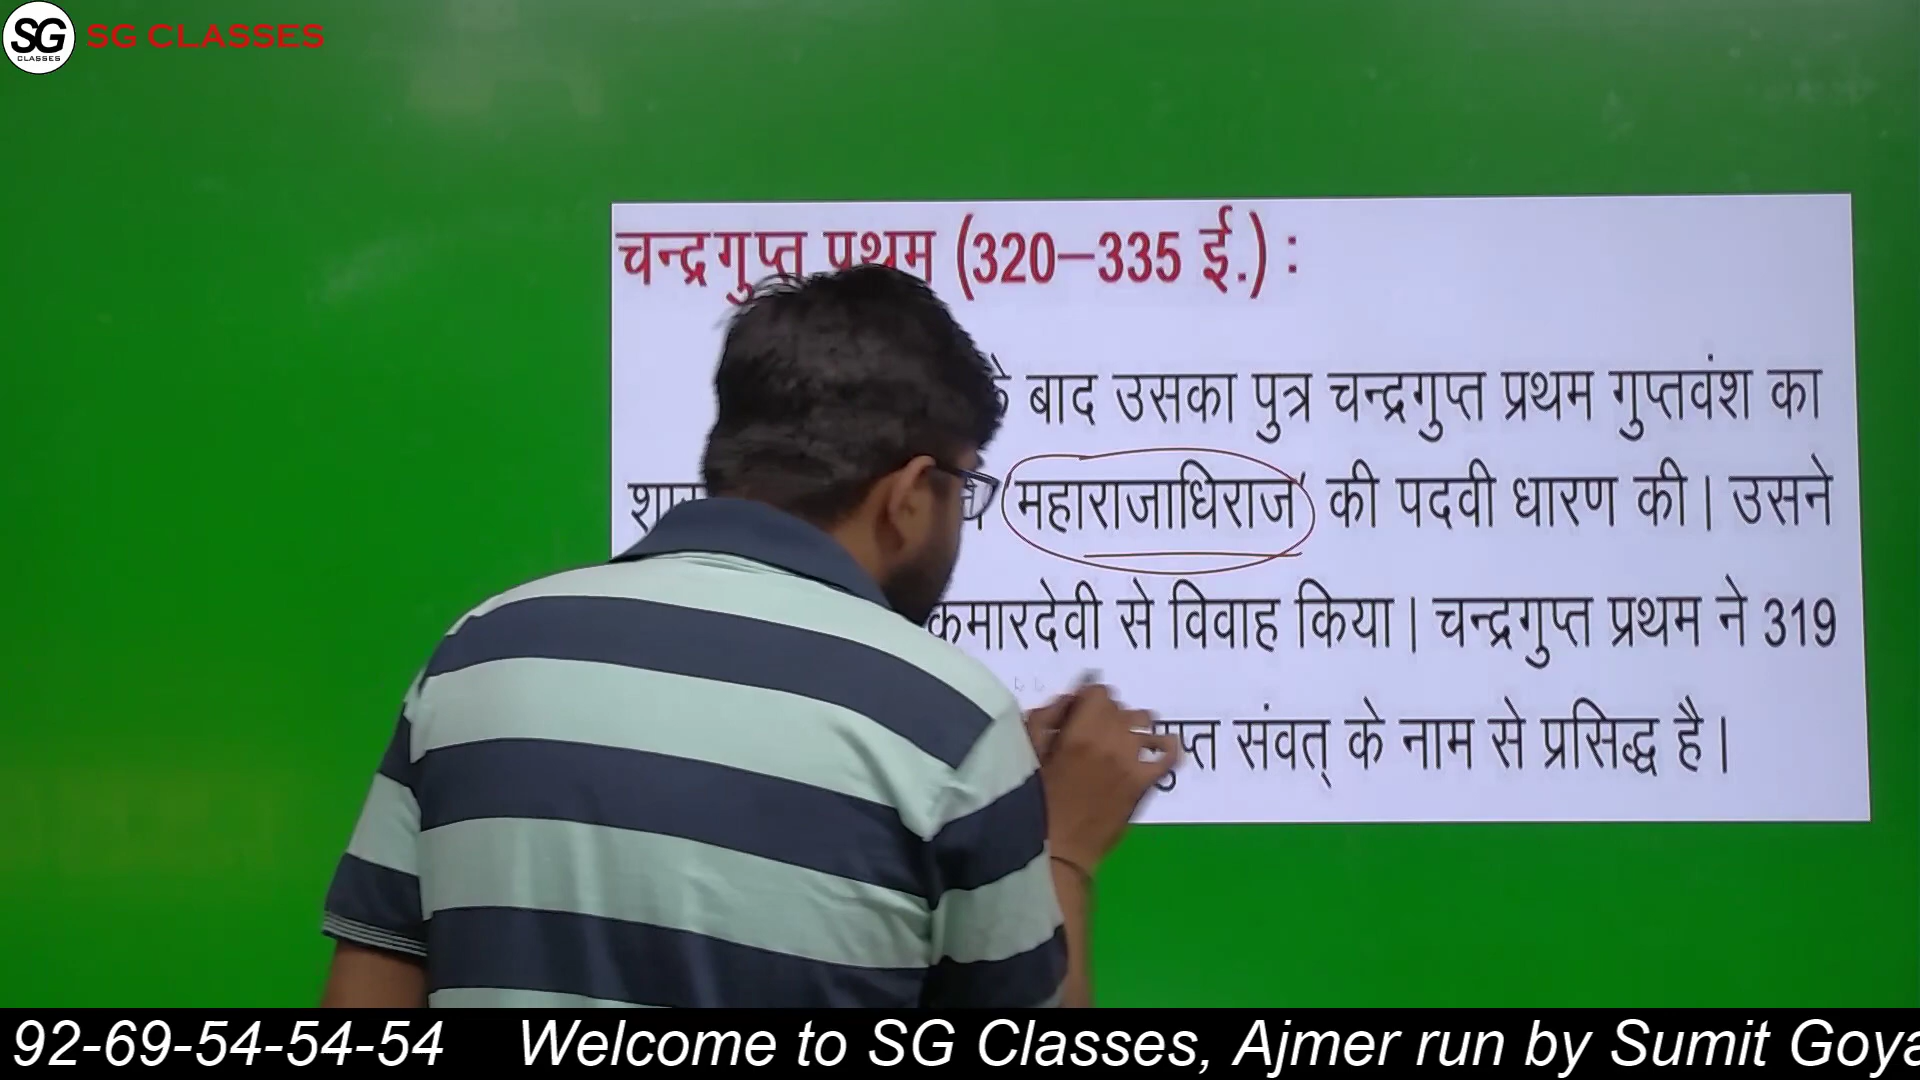 SG CLASSES
SG CLASSES
चन्द्रगुप्त प्रथम (320–335 ई.) :
के बाद उसका पुत्र चन्द्रगुप्त प्रथम गुप्तवंश का
'महाराजाधिराज' की पदवी धारण की। उसने
कुमारदेवी से विवाह किया। चन्द्रगुप्त प्रथम ने 319
गुप्त संवत् के नाम से प्रसिद्ध है।
92-69-54-54-54 Welcome to SG Classes, Ajmer run by Sumit Goya